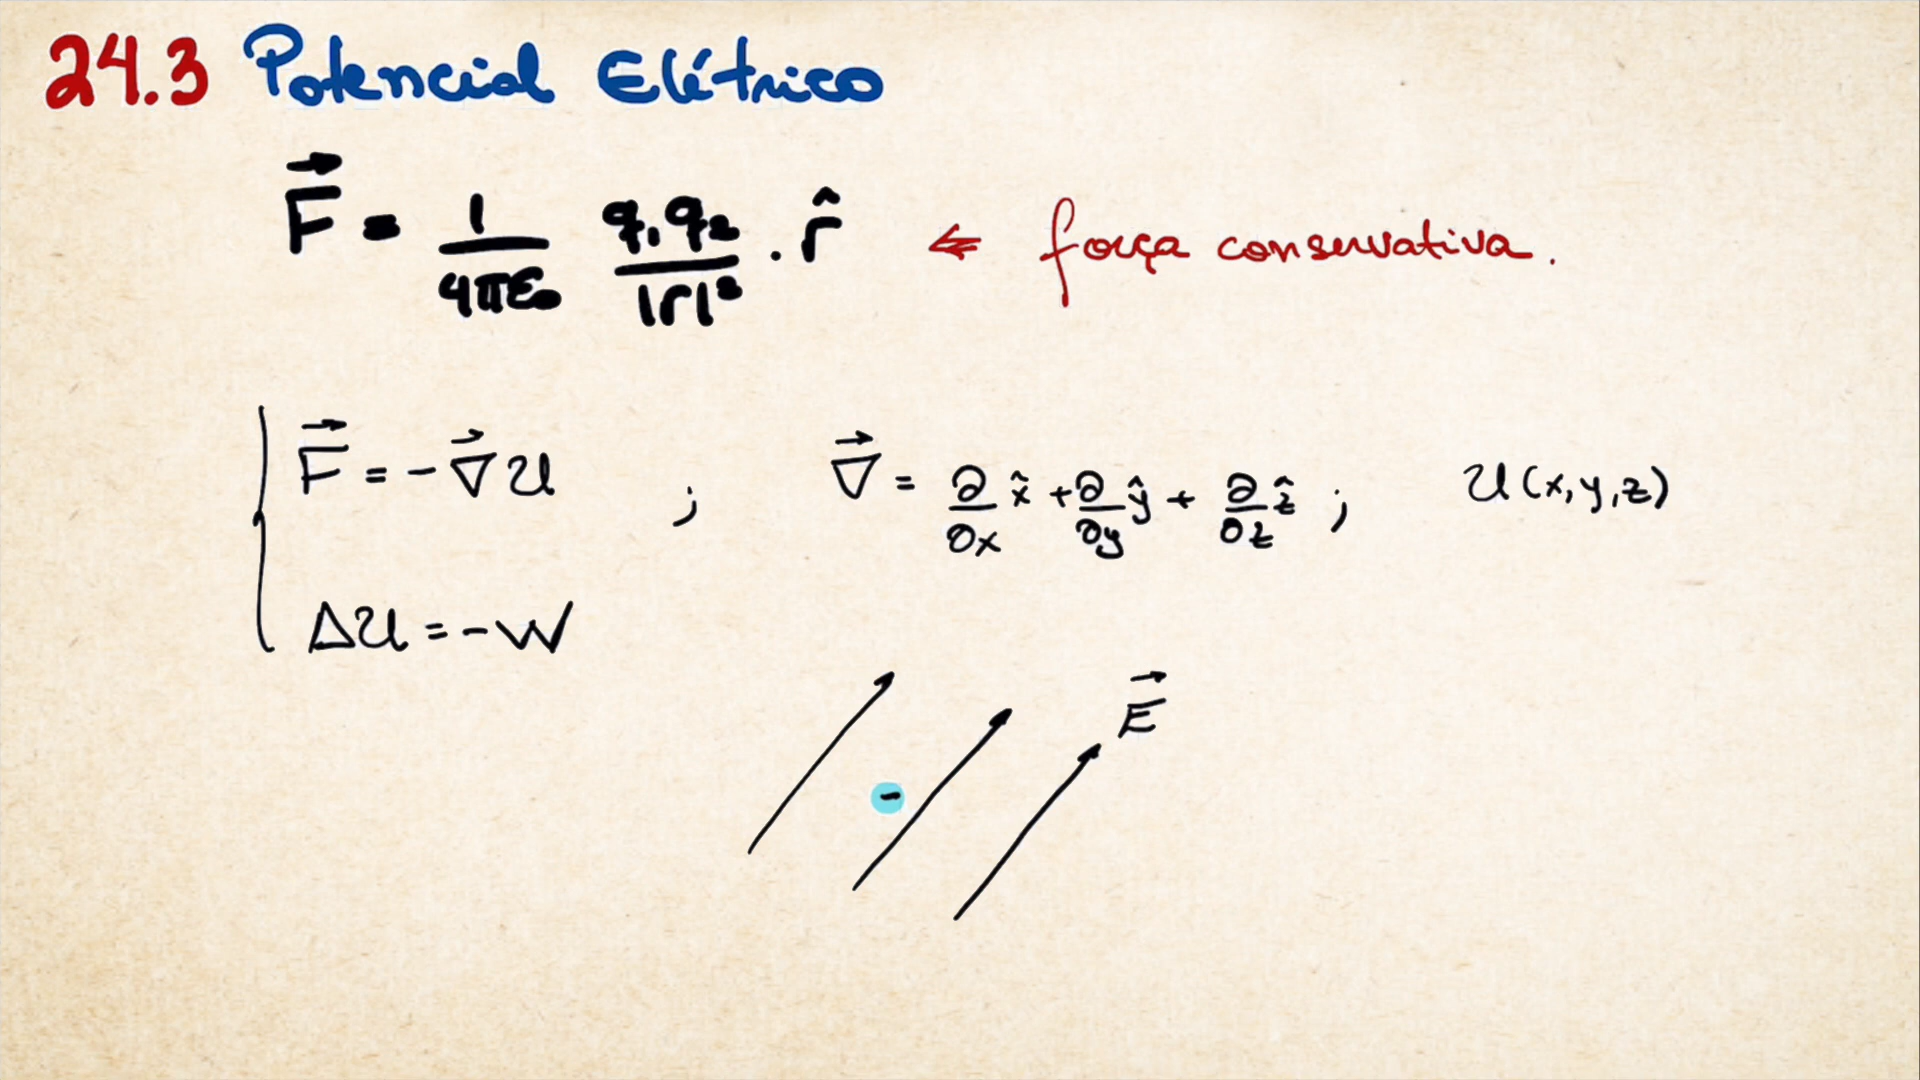 24.3 Potencial Elétrico
F⃗ = 1/4πε₀ q₁q₂/|r|² . r̂ ⇐ força conservativa.
F⃗ = -∇⃗U ; ∇⃗ = ∂/∂x x̂ + ∂/∂y ŷ + ∂/∂z ẑ ; U(x,y,z)
ΔU = -W
E⃗
-